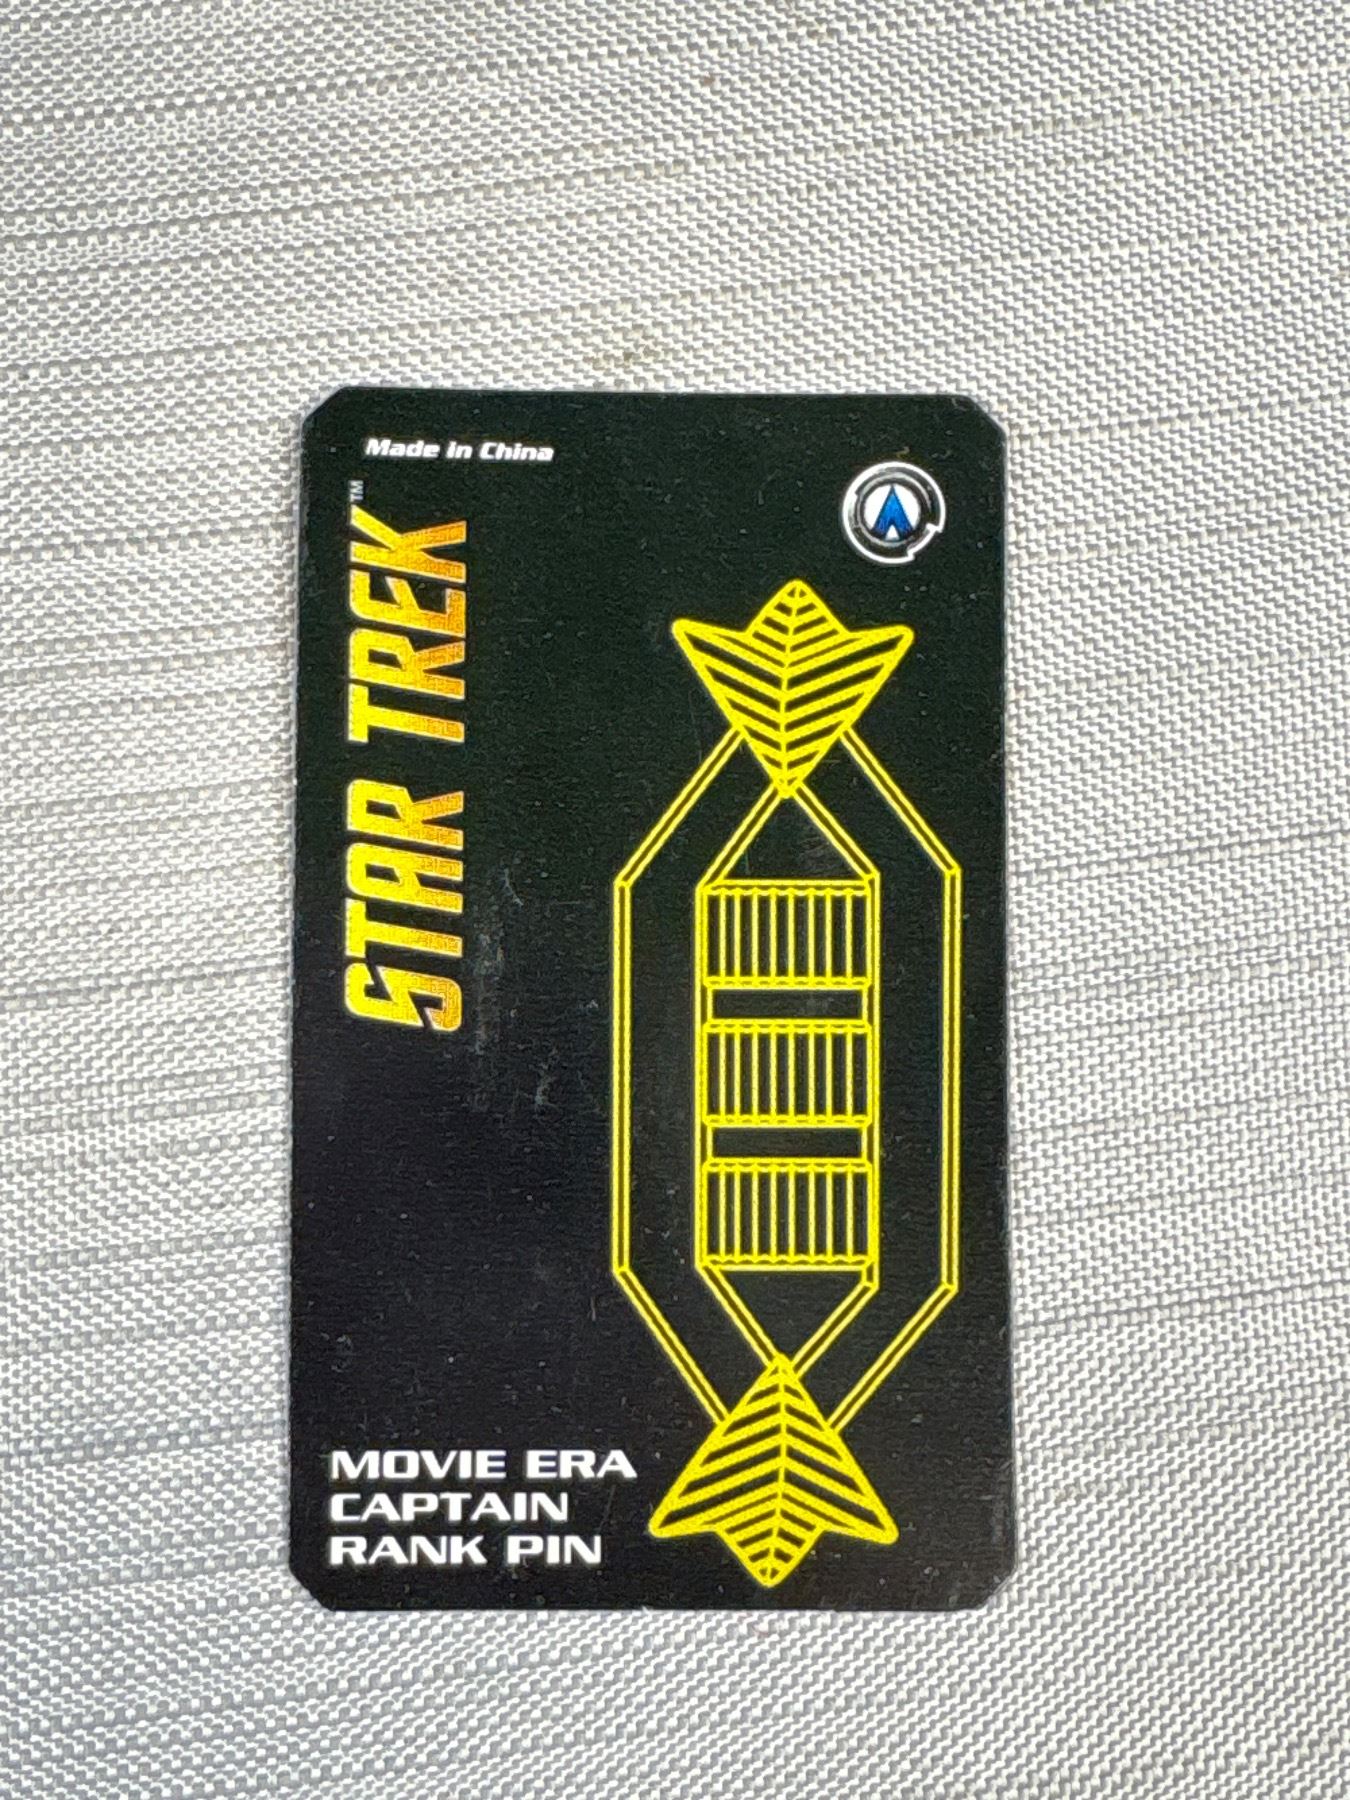 Made in China
STAR TREK™
MOVIE ERA
CAPTAIN
RANK PIN